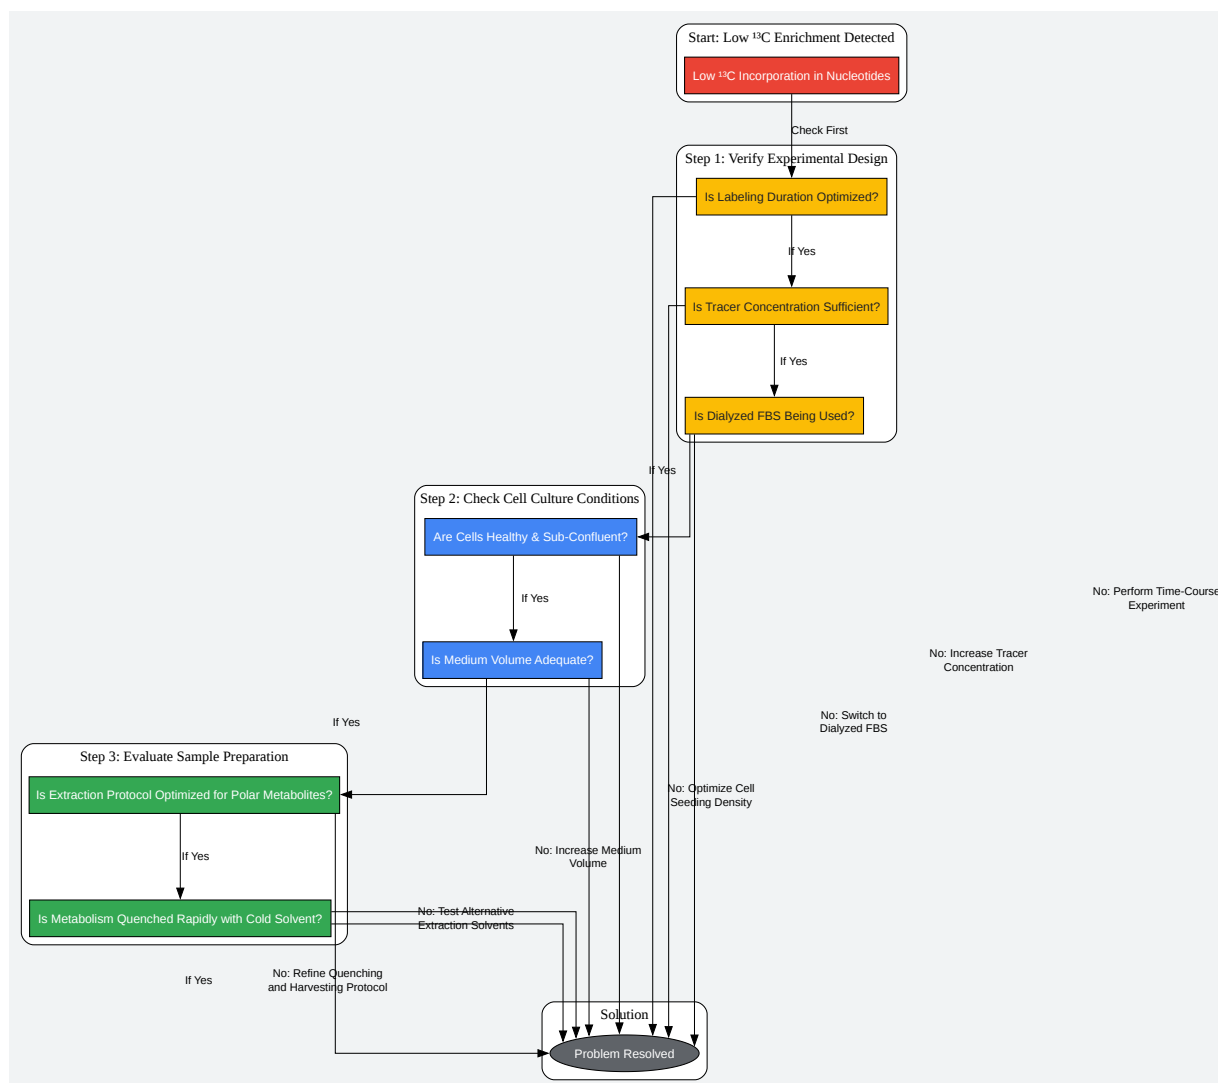 Start: Low ¹³C Enrichment Detected
Low ¹³C Incorporation in Nucleotides
Check First
Step 1: Verify Experimental Design
Is Labeling Duration Optimized?
If Yes
Is Tracer Concentration Sufficient?
If Yes
Is Dialyzed FBS Being Used?
If Yes
Step 2: Check Cell Culture Conditions
Are Cells Healthy & Sub-Confluent?
If Yes
No: Perform Time-Course
Experiment
No: Increase Tracer
Concentration
Is Medium Volume Adequate?
No: Switch to
Dialyzed FBS
If Yes
Step 3: Evaluate Sample Preparation
Is Extraction Protocol Optimized for Polar Metabolites?
No: Optimize Cell
Seeding Density
If Yes
No: Increase Medium
Volume
Is Metabolism Quenched Rapidly with Cold Solvent?
No: Test Alternative
Extraction Solvents
If Yes
No: Refine Quenching
and Harvesting Protocol
Solution
Problem Resolved